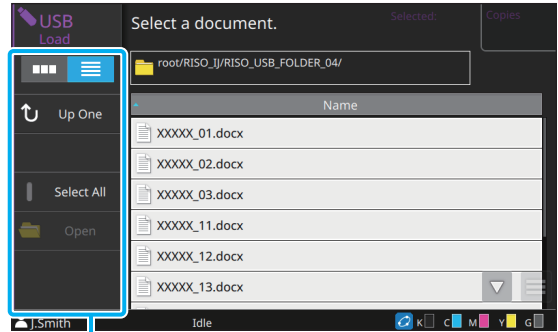 USB
Load
Select a document.
Selected:
Copies
root/RISO_IJ/RISO_USB_FOLDER_04/
Up One
Name
XXXXX_01.docx
XXXXX_02.docx
Select All
XXXXX_03.docx
Open
XXXXX_11.docx
XXXXX_12.docx
XXXXX_13.docx
J.Smith
Idle
K C M Y G